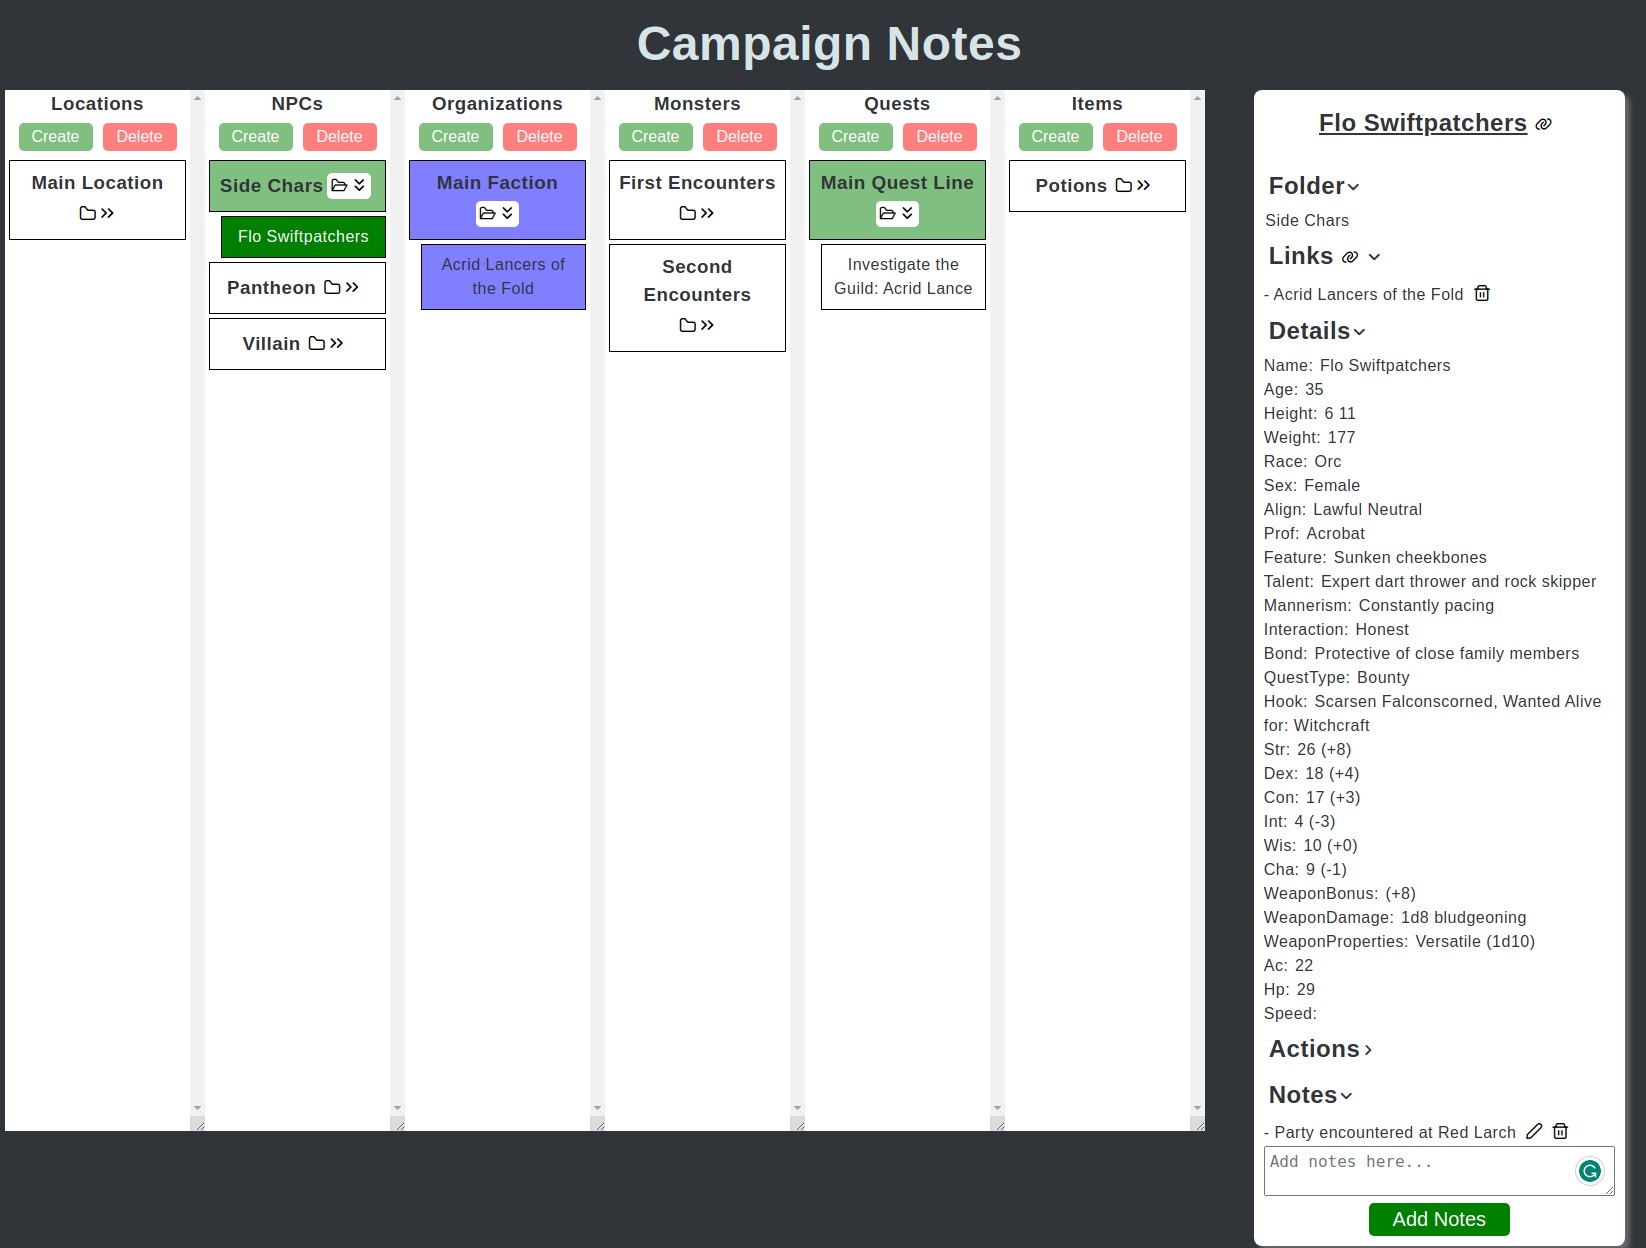 Campaign Notes
Locations
Create Delete
Main Location
NPCs
Create Delete
Side Chars
Flo Swiftpatchers
Pantheon
Villain
Organizations
Create Delete
Main Faction
Acrid Lancers of
the Fold
Monsters
Create Delete
First Encounters
Second
Encounters
Quests
Create Delete
Main Quest Line
Investigate the
Guild: Acrid Lance
Items
Create Delete
Potions
Flo Swiftpatchers
Folder
Side Chars
Links
- Acrid Lancers of the Fold
Details
Name: Flo Swiftpatchers
Age: 35
Height: 6 11
Weight: 177
Race: Orc
Sex: Female
Align: Lawful Neutral
Prof: Acrobat
Feature: Sunken cheekbones
Talent: Expert dart thrower and rock skipper
Mannerism: Constantly pacing
Interaction: Honest
Bond: Protective of close family members
QuestType: Bounty
Hook: Scarsen Falconscorned, Wanted Alive
for: Witchcraft
Str: 26 (+8)
Dex: 18 (+4)
Con: 17 (+3)
Int: 4 (-3)
Wis: 10 (+0)
Cha: 9 (-1)
WeaponBonus: (+8)
WeaponDamage: 1d8 bludgeoning
WeaponProperties: Versatile (1d10)
Ac: 22
Hp: 29
Speed:
Actions
Notes
- Party encountered at Red Larch
Add notes here...
Add Notes